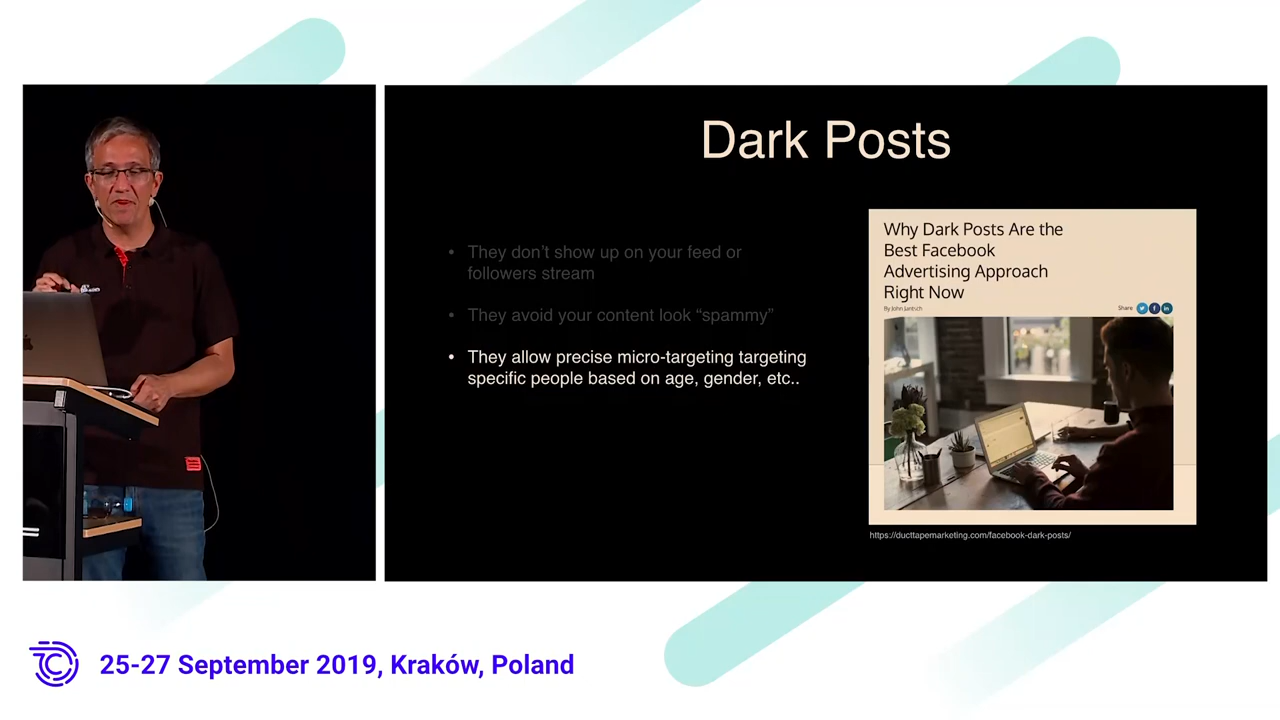 Dark Posts
• They don't show up on your feed or
followers stream
• They avoid your content look “spammy”
• They allow precise micro-targeting targeting
specific people based on age, gender, etc..
Why Dark Posts Are the
Best Facebook
Advertising Approach
Right Now
By John Jantsch
Share
https://ducttapemarketing.com/facebook-dark-posts/
25-27 September 2019, Kraków, Poland